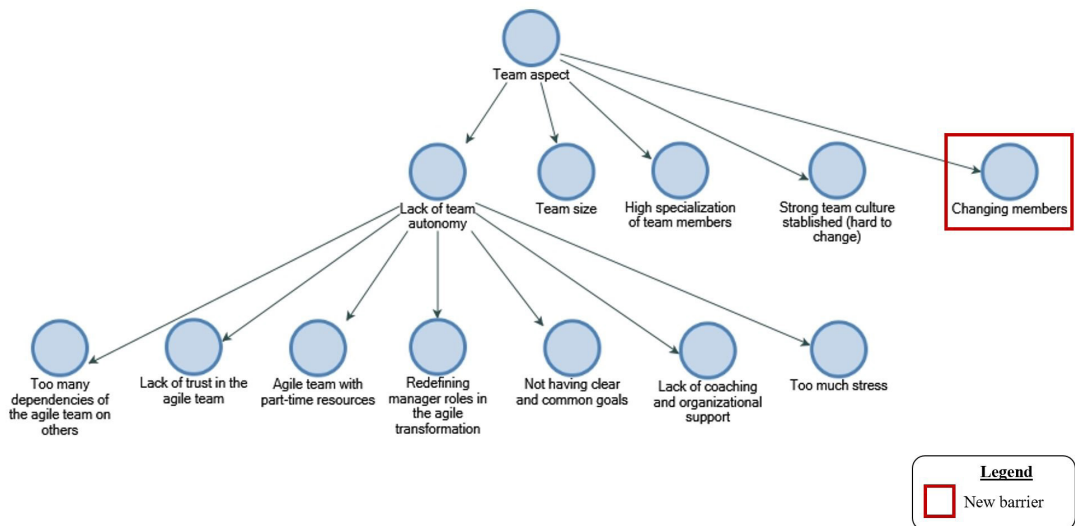 Team aspect
Lack of team
autonomy
Team size
High specialization
of team members
Strong team culture
stablished (hard to
change)
Changing members
Too many
dependencies of
the agile team on
others
Lack of trust in the
agile team
Agile team with
part-time resources
Redefining
manager roles in
the agile
transformation
Not having clear
and common goals
Lack of coaching
and organizational
support
Too much stress
Legend
New barrier